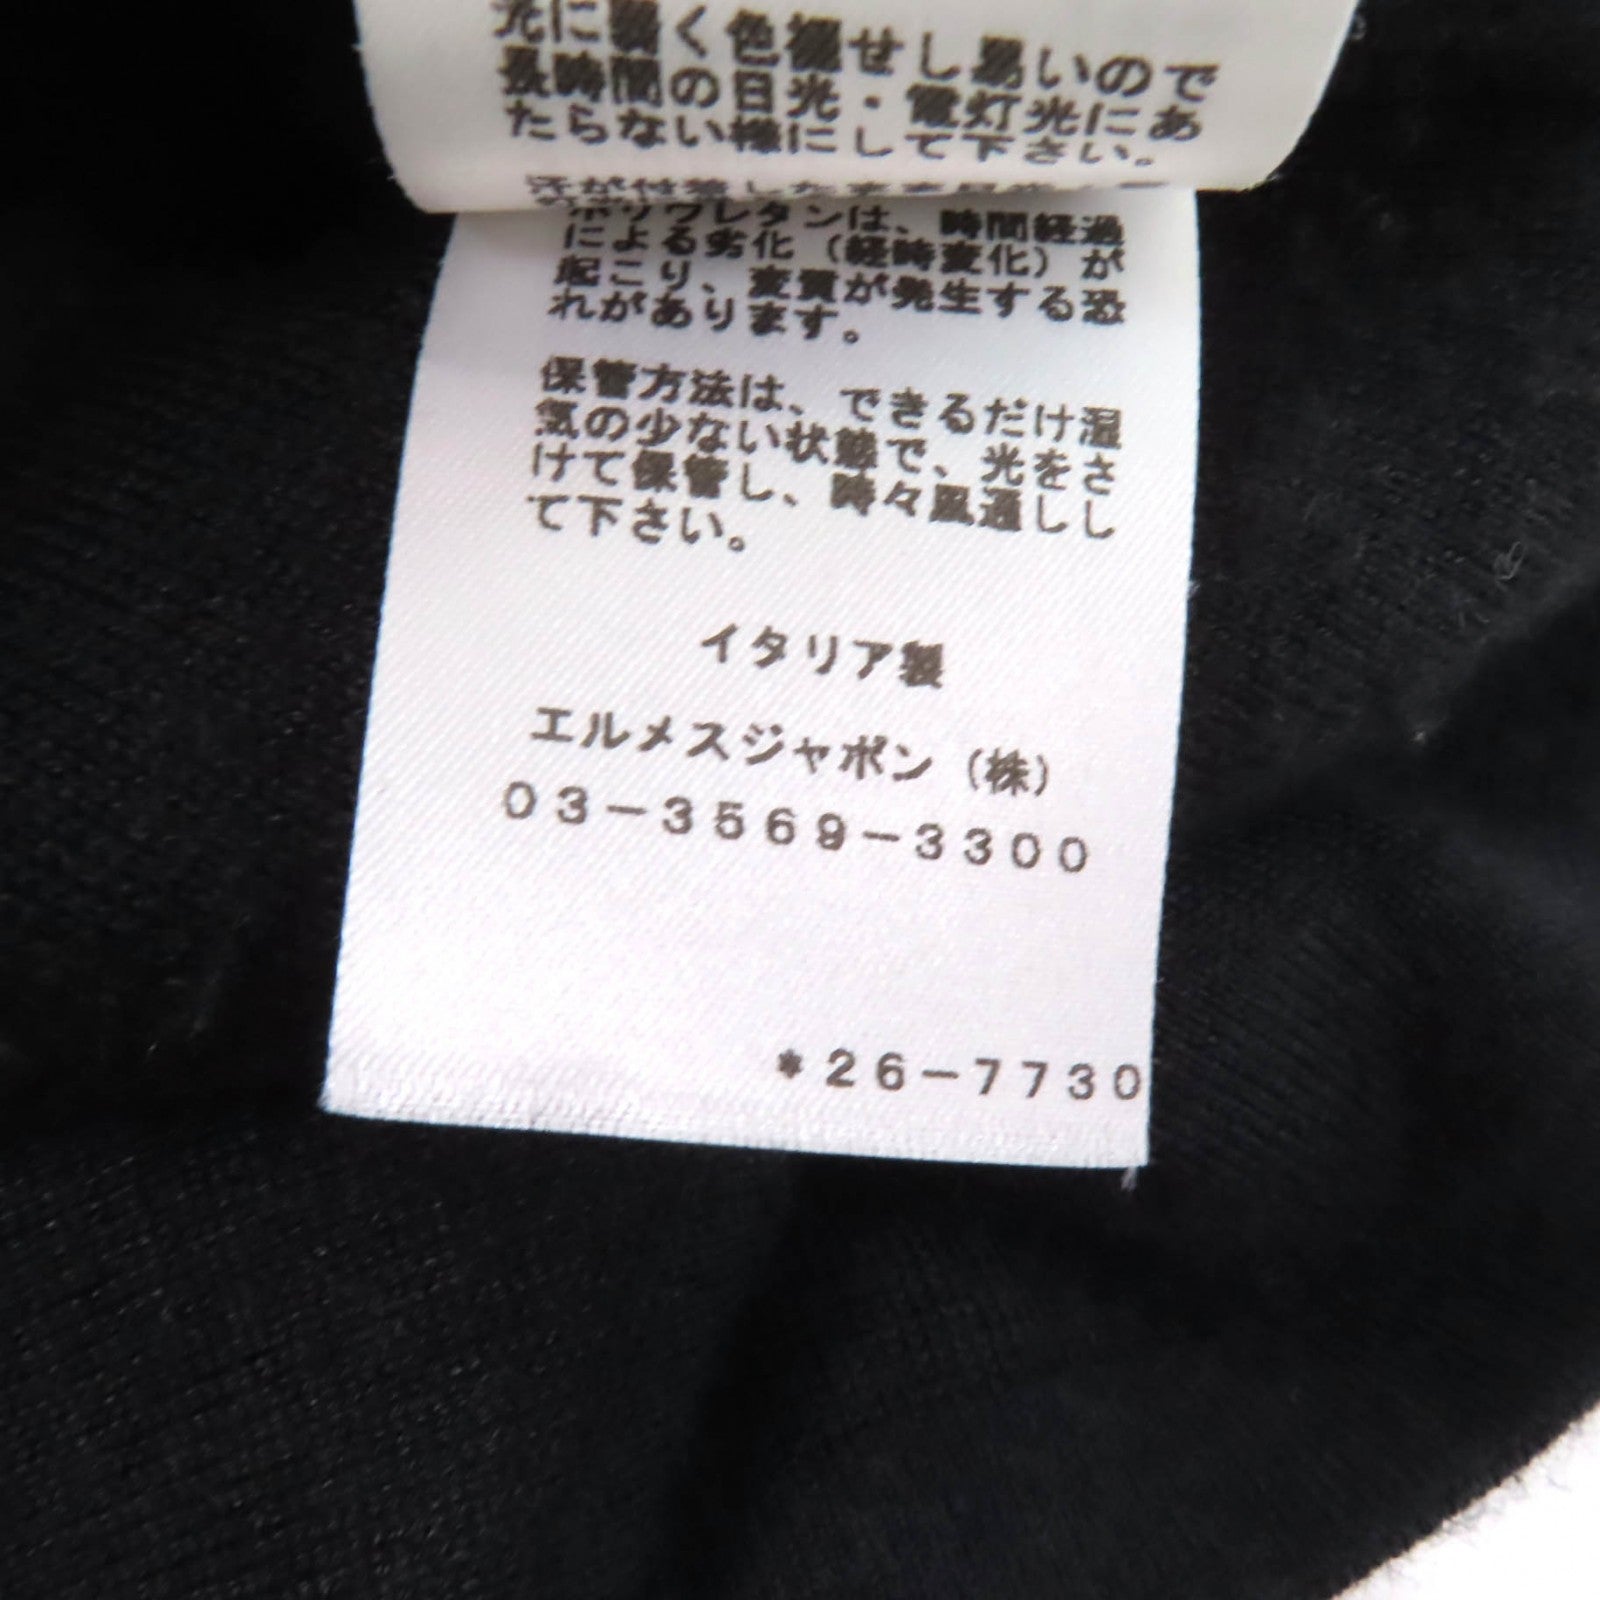 光に弱く色褪せし易いので
長時間の日光・電灯光にあ
たらない様にして下さい。
ポリウレタンは、時間経過
による劣化(経時変化)が
起こり、変質が発生する恐
れがあります。
保管方法は、できるだけ湿
気の少ない状態で、光をさ
けて保管し、時々風通しし
て下さい。
イタリア製
エルメスジャポン(株)
03-3569-3300
*26-7730